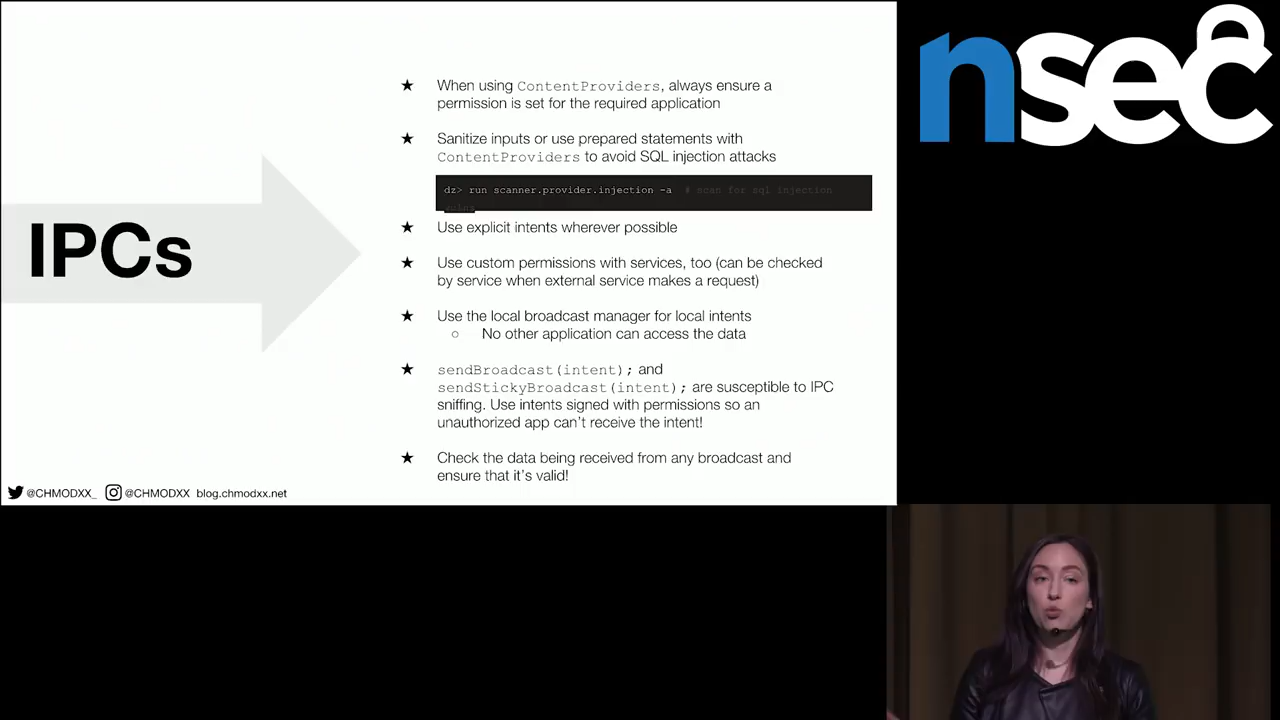 nsec
IPCs
★ When using ContentProviders, always ensure a
permission is set for the required application
★ Sanitize inputs or use prepared statements with
ContentProviders to avoid SQL injection attacks
dz> run scanner.provider.injection -a # scan for sql injection
★ Use explicit intents wherever possible
★ Use custom permissions with services, too (can be checked
by service when external service makes a request)
★ Use the local broadcast manager for local intents
○ No other application can access the data
★ sendBroadcast(intent); and
sendStickyBroadcast(intent); are susceptible to IPC
sniffing. Use intents signed with permissions so an
unauthorized app can't receive the intent!
★ Check the data being received from any broadcast and
ensure that it's valid!
@CHMODXX_ @CHMODXX blog.chmodxx.net